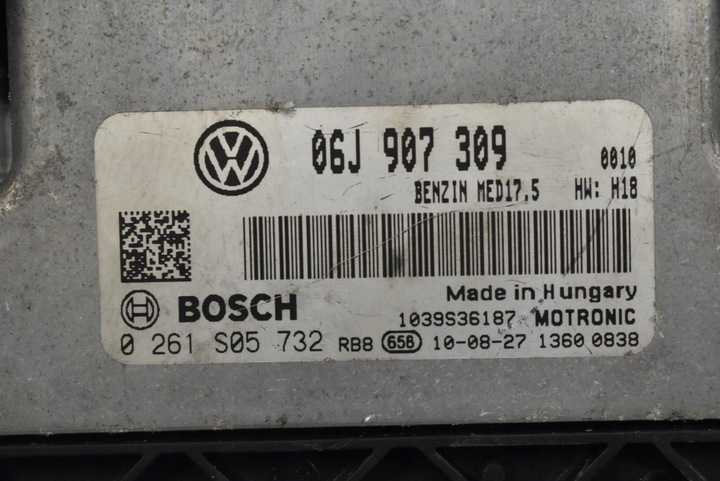 06J 907 309 0010
BENZIN MED17.5 HW: H18
Made in Hungary
BOSCH
1039S36187 MOTRONIC
0 261 S05 732 RB8 658 10-08-27 1360 0838